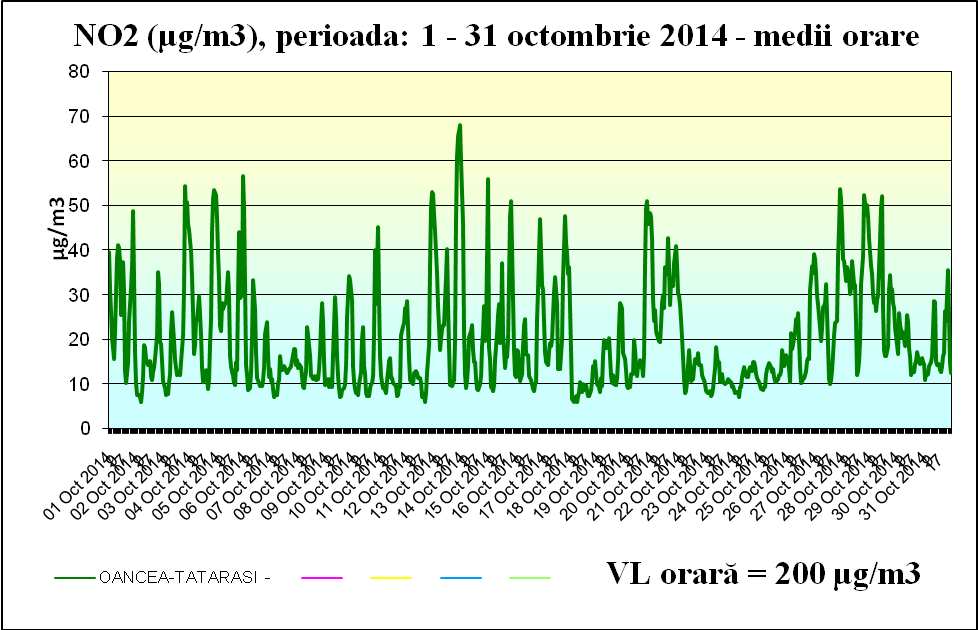 NO2 (µg/m3), perioada: 1 - 31 octombrie 2014 - medii orare
80
70
60
50
40
30
20
10
0
µg/m3
01 Oct 2014
02 Oct 2014
03 Oct 2014
04 Oct 2014
05 Oct 2014
06 Oct 2014
07 Oct 2014
08 Oct 2014
09 Oct 2014
10 Oct 2014
11 Oct 2014
12 Oct 2014
13 Oct 2014
14 Oct 2014
15 Oct 2014
16 Oct 2014
17 Oct 2014
18 Oct 2014
19 Oct 2014
20 Oct 2014
21 Oct 2014
22 Oct 2014
23 Oct 2014
24 Oct 2014
25 Oct 2014
26 Oct 2014
27 Oct 2014
28 Oct 2014
29 Oct 2014
30 Oct 2014
31 Oct 2014
17
OANCEA-TATARASI -
VL orară = 200 µg/m3